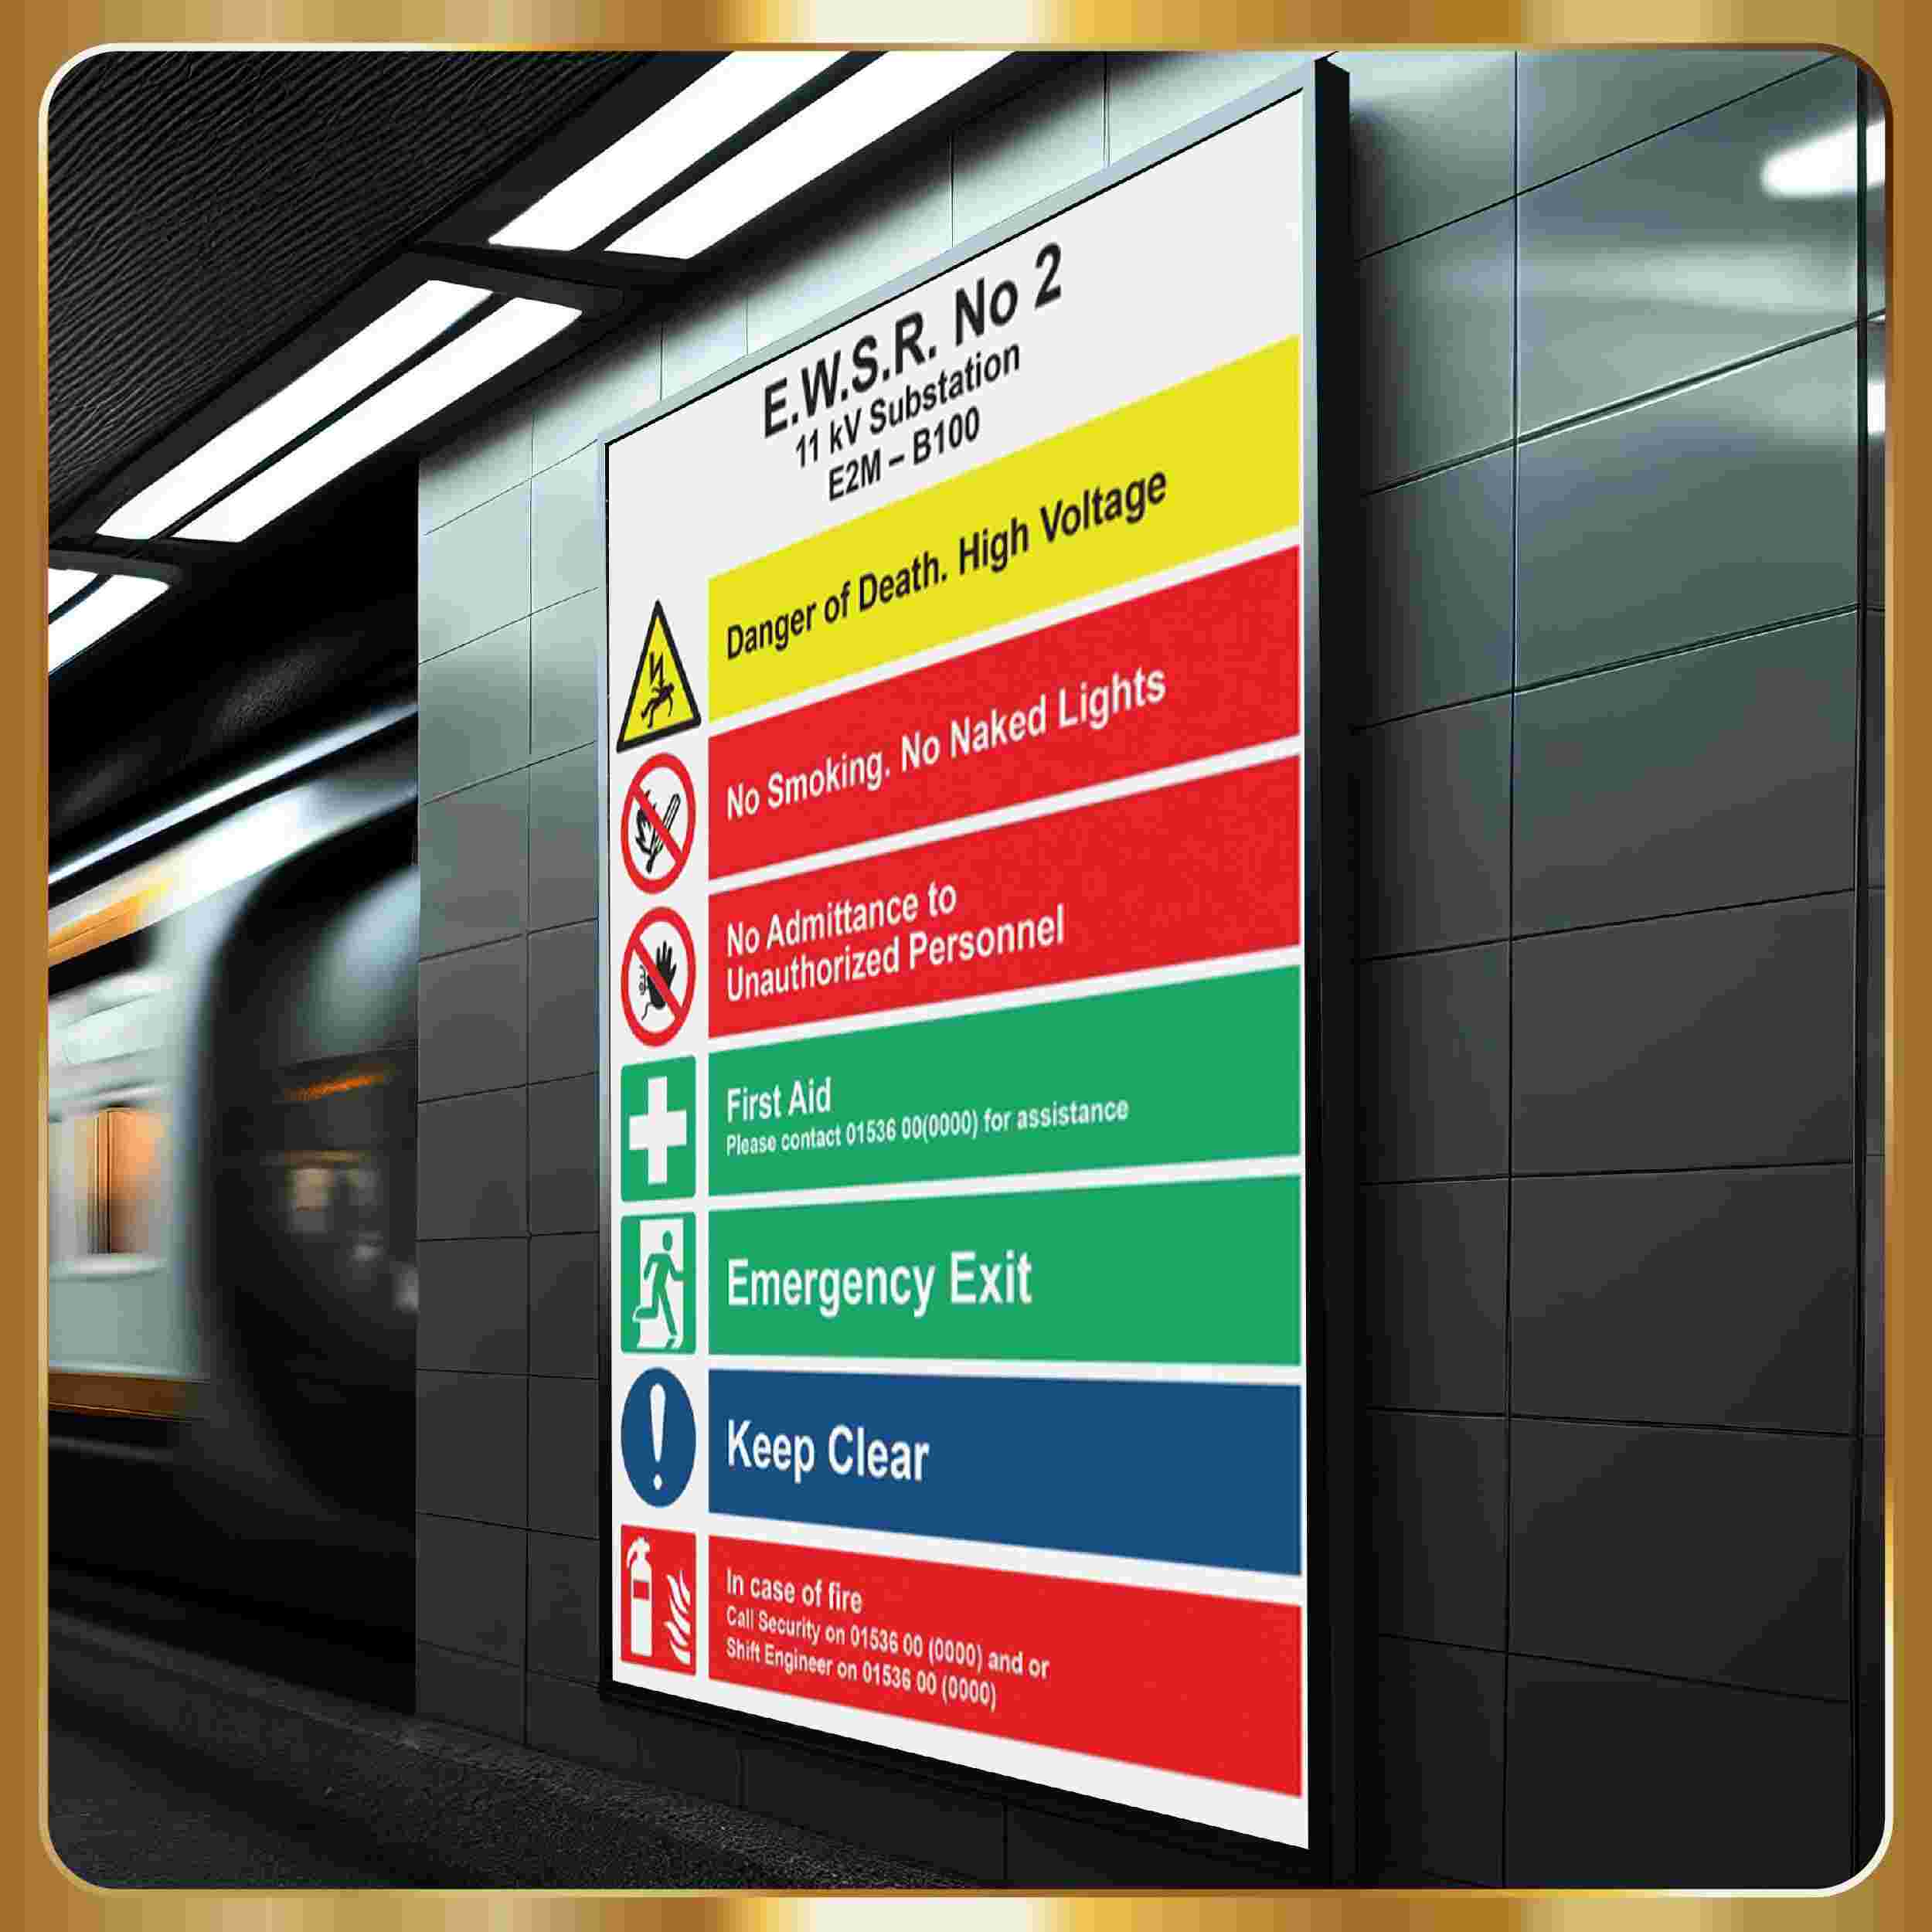 E.W.S.R. No 2
11 kV Substation
E2M – B100
Danger of Death. High Voltage
No Smoking. No Naked Lights
No Admittance to
Unauthorized Personnel
First Aid
Please contact 01536 00(0000) for assistance
Emergency Exit
Keep Clear
In case of fire
Call Security on 01536 00 (0000) and or
Shift Engineer on 01536 00 (0000)